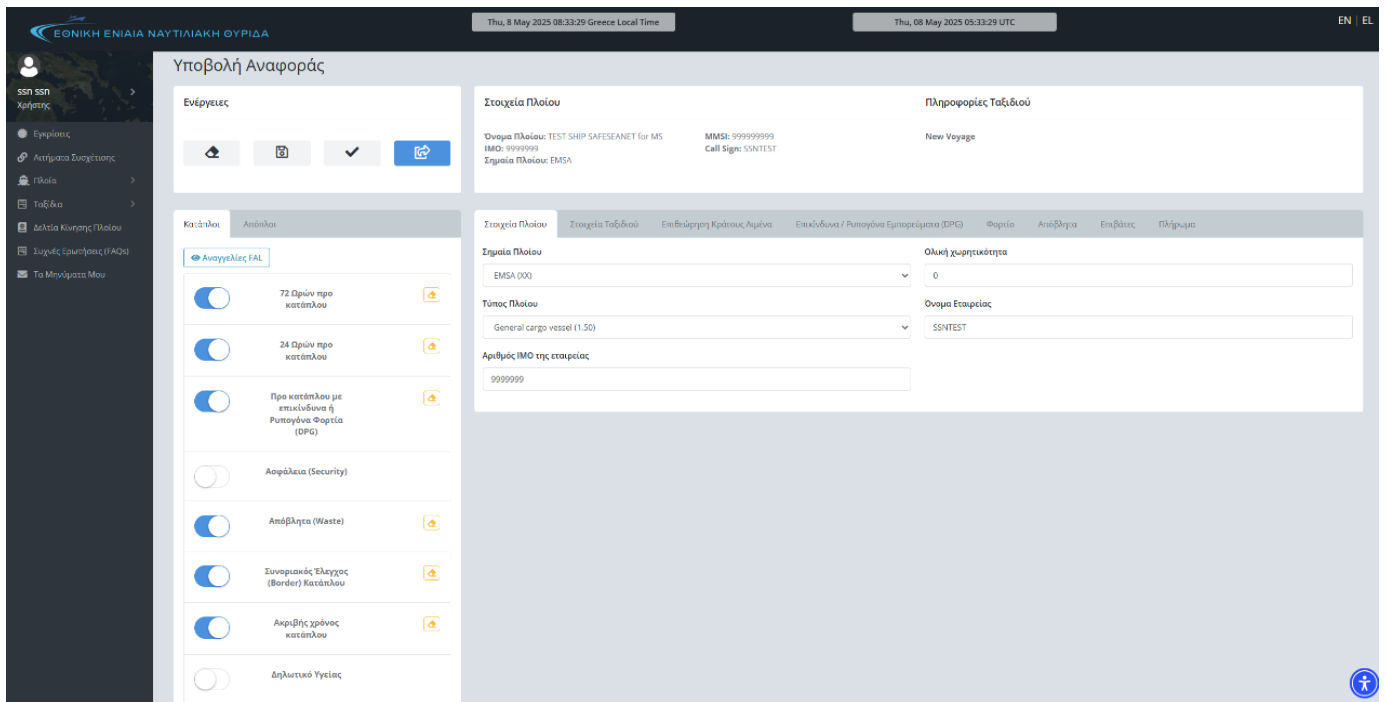 Thu, 8 May 2025 08:33:29 Greece Local Time
Thu, 08 May 2025 05:33:29 UTC
EN | EL
ΕΘΝΙΚΗ ΕΝΙΑΙΑ ΝΑΥΤΙΛΙΑΚΗ ΘΥΡΙΔΑ
ssn ssn
Χρήστης
Εγκρίσεις
Αιτήματα Συσχέτισης
Πλοία
Ταξίδια
Δελτία Κίνησης Πλοίου
Συχνές Ερωτήσεις (FAQs)
Τα Μηνύματα Μου
Υποβολή Αναφοράς
Ενέργειες
Στοιχεία Πλοίου
Όνομα Πλοίου: TEST SHIP SAFESEANET for MS
IMO: 9999999
Σημαία Πλοίου: EMSA
MMSI: 999999999
Call Sign: SSNTEST
Πληροφορίες Ταξιδιού
New Voyage
Κατάπλοι
Απόπλοι
Αναγγελίες FAL
72 Ωρών προ
κατάπλου
24 Ωρών προ
κατάπλου
Προ κατάπλου με
επικίνδυνα ή
Ρυπογόνα Φορτία
(DPG)
Ασφάλεια (Security)
Απόβλητα (Waste)
Συνοριακός Έλεγχος
(Border) Κατάπλου
Ακριβής χρόνος
κατάπλου
Δηλωτικό Υγείας
Στοιχεία Πλοίου
Στοιχεία Ταξιδιού
Επιθεώρηση Κράτους Λιμένα
Επικίνδυνα / Ρυπογόνα Εμπορεύματα (DPG)
Φορτίο
Απόβλητα
Επιβάτες
Πλήρωμα
Σημαία Πλοίου
EMSA (XX)
Ολική χωρητικότητα
0
Τύπος Πλοίου
General cargo vessel (1.50)
Όνομα Εταιρείας
SSNTEST
Αριθμός IMO της εταιρείας
9999999